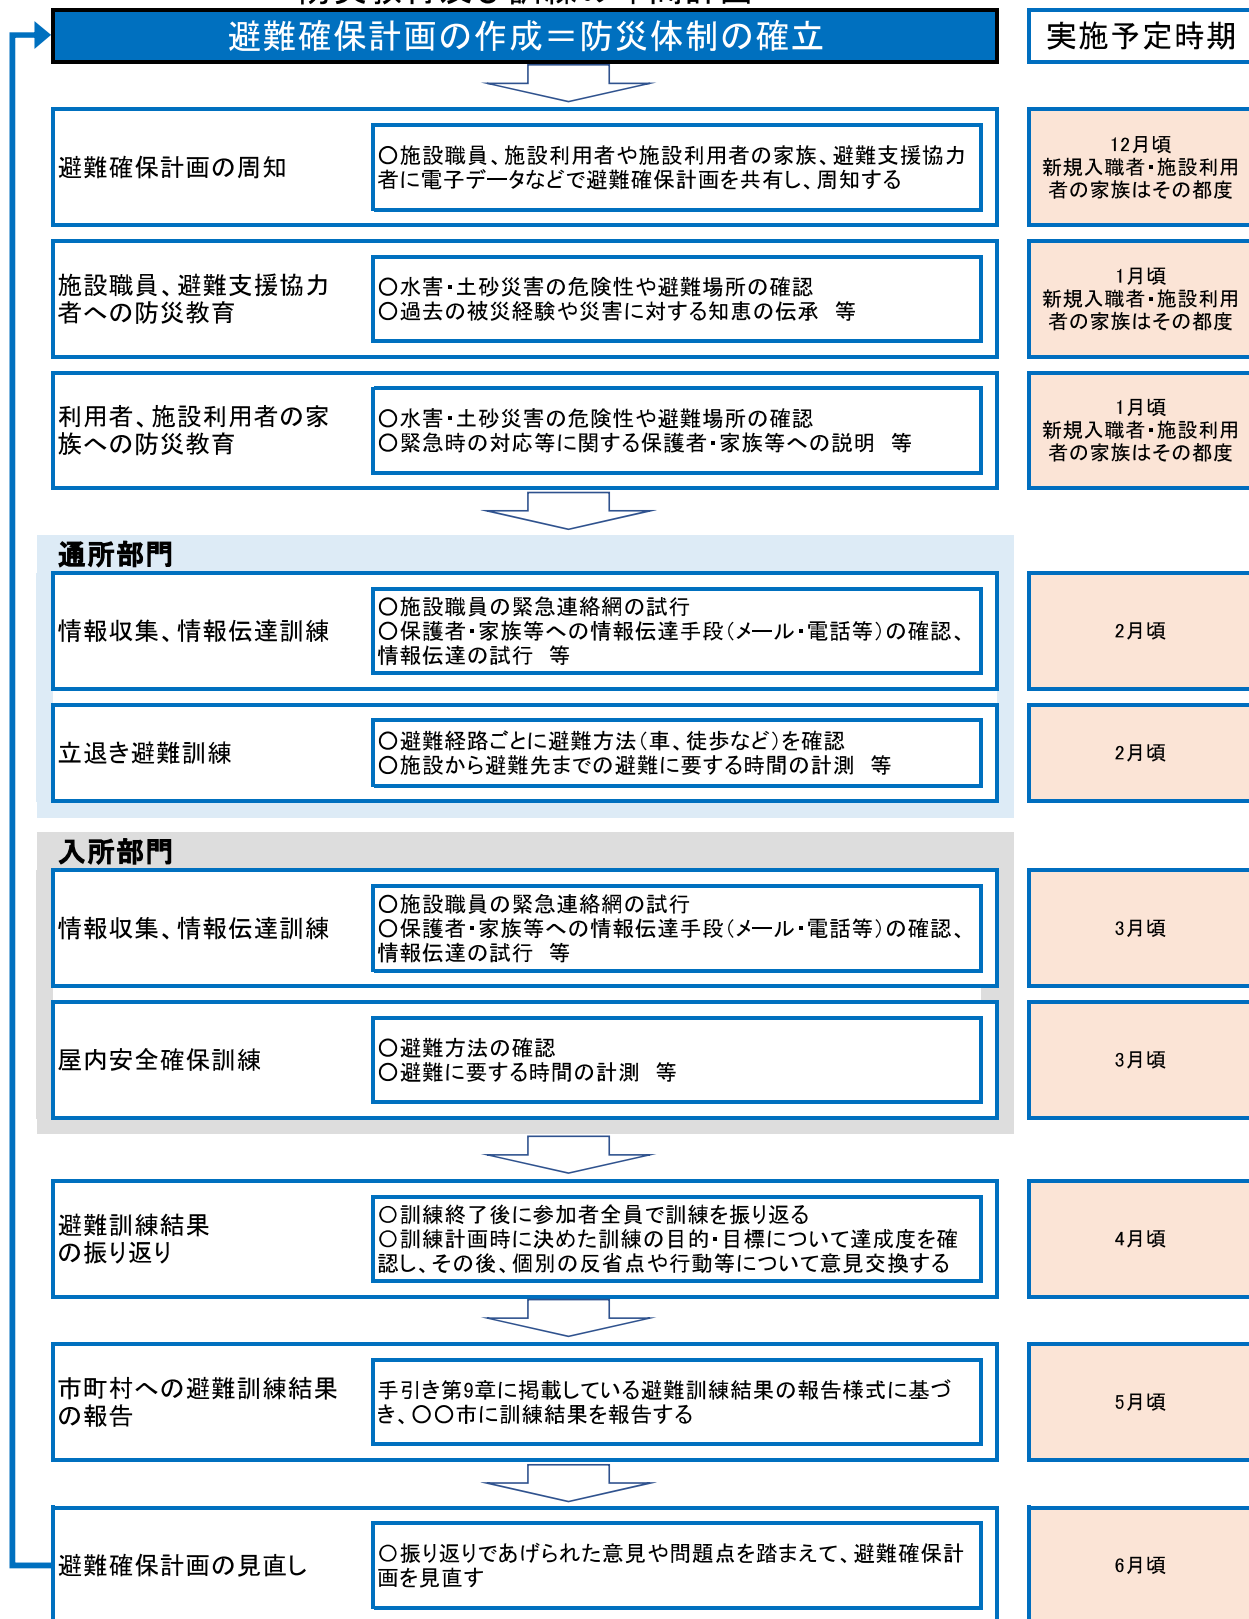 避難確保計画の作成＝防災体制の確立
実施予定時期
避難確保計画の周知
〇施設職員、施設利用者や施設利用者の家族、避難支援協力
者に電子データなどで避難確保計画を共有し、周知する
12月頃
新規入職者・施設利用
者の家族はその都度
施設職員、避難支援協力
者への防災教育
〇水害・土砂災害の危険性や避難場所の確認
〇過去の被災経験や災害に対する知恵の伝承　等
1月頃
新規入職者・施設利用
者の家族はその都度
利用者、施設利用者の家
族への防災教育
〇水害・土砂災害の危険性や避難場所の確認
〇緊急時の対応等に関する保護者・家族等への説明　等
1月頃
新規入職者・施設利用
者の家族はその都度
通所部門
情報収集、情報伝達訓練
〇施設職員の緊急連絡網の試行
〇保護者・家族等への情報伝達手段（メール・電話等）の確認、
情報伝達の試行　等
2月頃
立退き避難訓練
〇避難経路ごとに避難方法（車、徒歩など）を確認
〇施設から避難先までの避難に要する時間の計測　等
2月頃
入所部門
情報収集、情報伝達訓練
〇施設職員の緊急連絡網の試行
〇保護者・家族等への情報伝達手段（メール・電話等）の確認、
情報伝達の試行　等
3月頃
屋内安全確保訓練
〇避難方法の確認
〇避難に要する時間の計測　等
3月頃
避難訓練結果
の振り返り
〇訓練終了後に参加者全員で訓練を振り返る
〇訓練計画時に決めた訓練の目的・目標について達成度を確
認し、その後、個別の反省点や行動等について意見交換する
4月頃
市町村への避難訓練結果
の報告
手引き第9章に掲載している避難訓練結果の報告様式に基づ
き、〇〇市に訓練結果を報告する
5月頃
避難確保計画の見直し
〇振り返りであげられた意見や問題点を踏まえて、避難確保計
画を見直す
6月頃